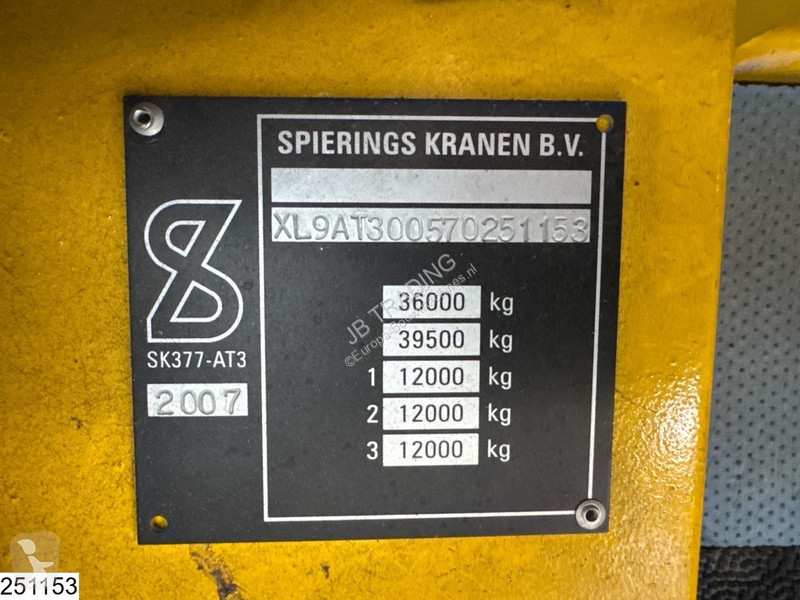 SPIERINGS KRANEN B.V.
XL9AT300570251153
36000 kg
39500 kg
1 12000 kg
2 12000 kg
3 12000 kg
SK377-AT3
2007
JB TRADING
251153